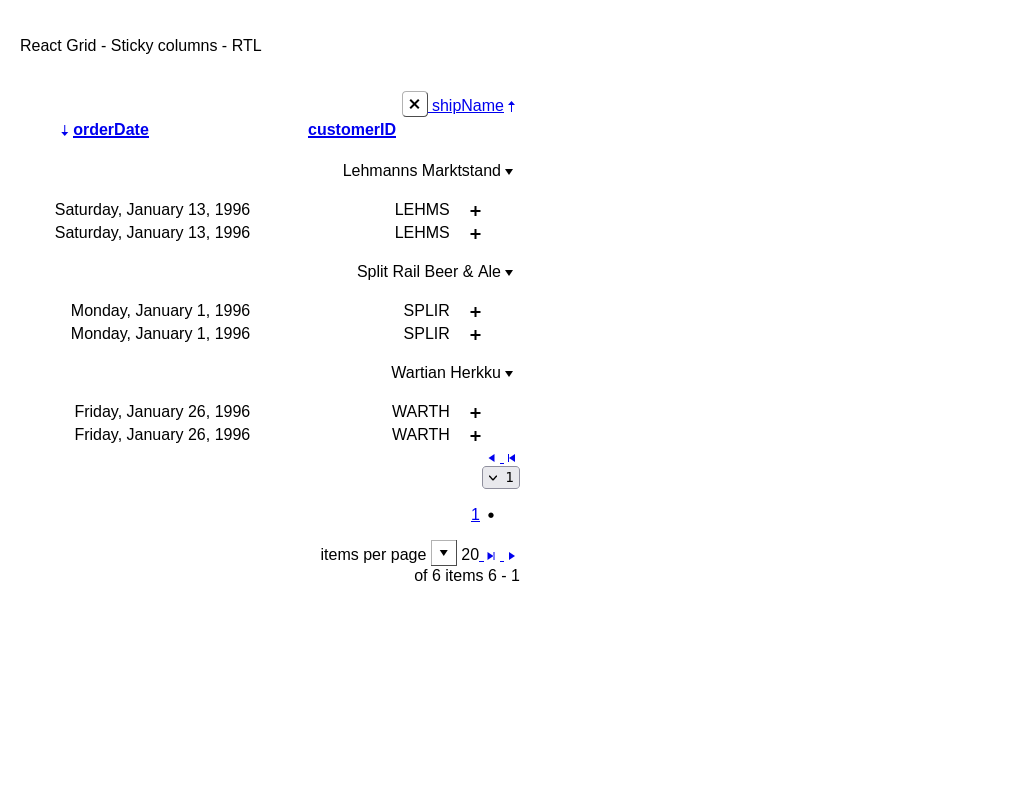 React Grid - Sticky columns - RTL
shipName
orderDate customerID
Lehmanns Marktstand
Saturday, January 13, 1996 LEHMS
Saturday, January 13, 1996 LEHMS
Split Rail Beer & Ale
Monday, January 1, 1996 SPLIR
Monday, January 1, 1996 SPLIR
Wartian Herkku
Friday, January 26, 1996 WARTH
Friday, January 26, 1996 WARTH
1
1
items per page 20
of 6 items 6 - 1